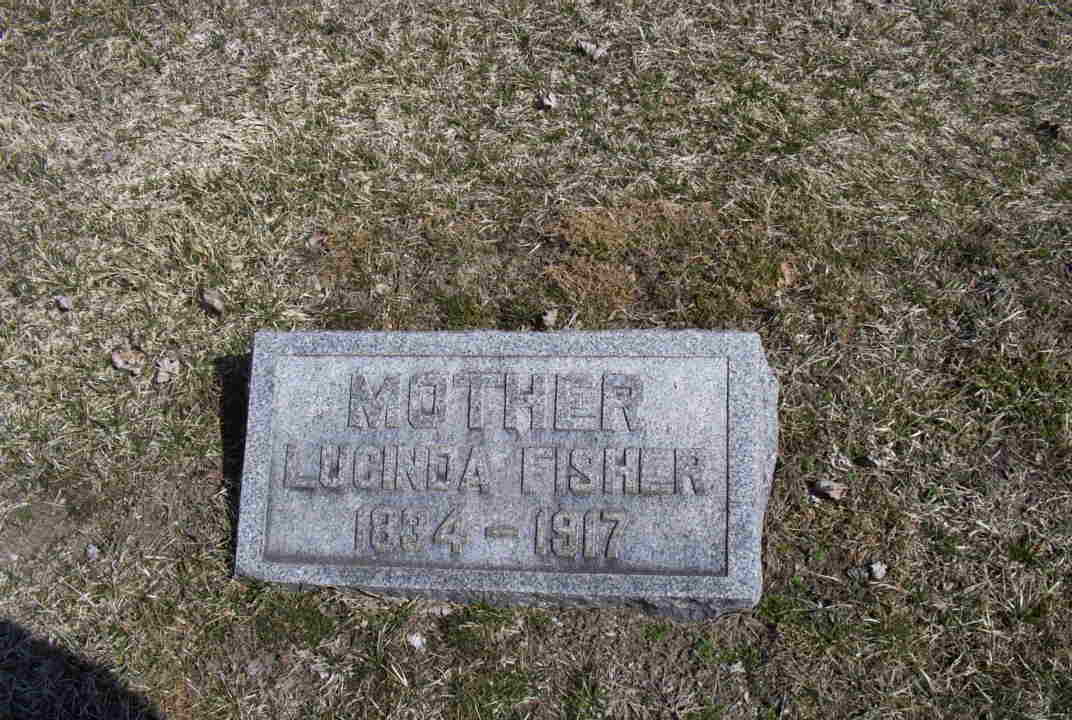 MOTHER
LUCINDA FISHER
1834 - 1917